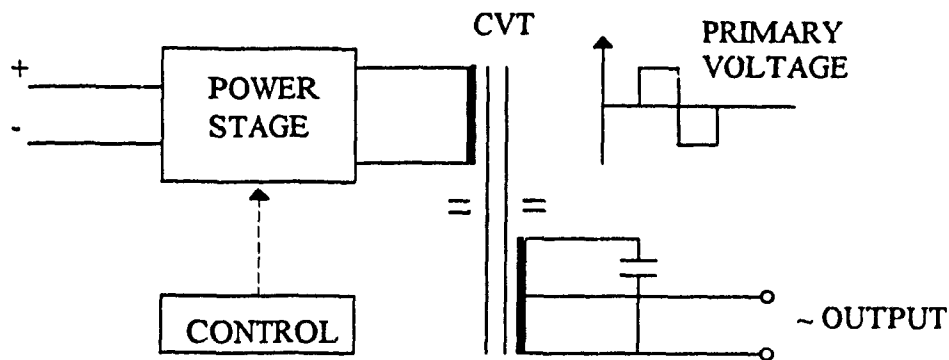 CVT
PRIMARY
VOLTAGE
+
-
POWER
STAGE
= =
CONTROL
~ OUTPUT